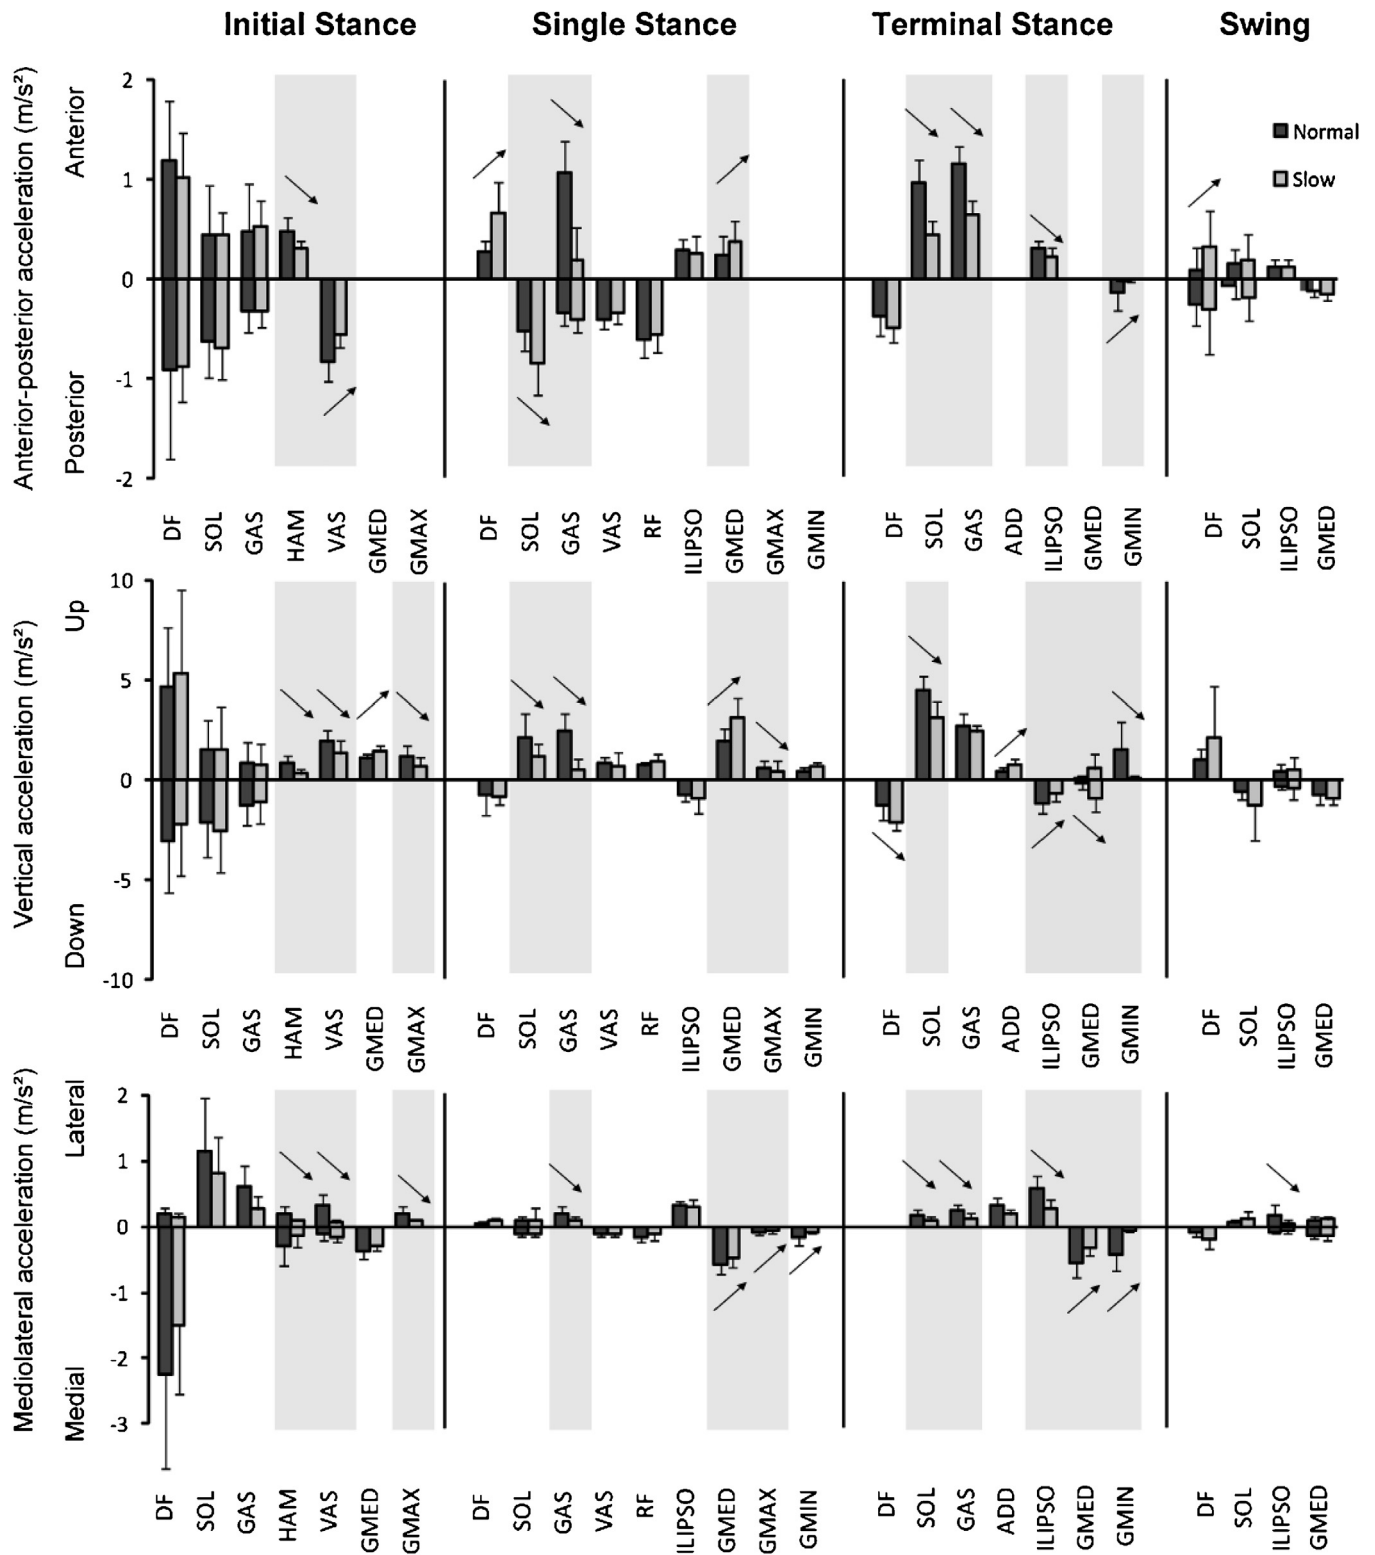 Initial Stance Single Stance Terminal Stance Swing
Anterior-posterior acceleration (m/s²)
Anterior
Posterior
2
1
0
-1
-2
Normal
Slow
DF SOL GAS HAM VAS GMED GMAX DF SOL GAS VAS RF ILIPSO GMED GMAX GMIN DF SOL GAS ADD ILIPSO GMED GMIN DF SOL ILIPSO GMED
Vertical acceleration (m/s²)
Up
Down
10
5
0
-5
-10
DF SOL GAS HAM VAS GMED GMAX DF SOL GAS VAS RF ILIPSO GMED GMAX GMIN DF SOL GAS ADD ILIPSO GMED GMIN DF SOL ILIPSO GMED
Mediolateral acceleration (m/s²)
Lateral
Medial
2
1
0
-1
-2
-3
DF SOL GAS HAM VAS GMED GMAX DF SOL GAS VAS RF ILIPSO GMED GMAX GMIN DF SOL GAS ADD ILIPSO GMED GMIN DF SOL ILIPSO GMED